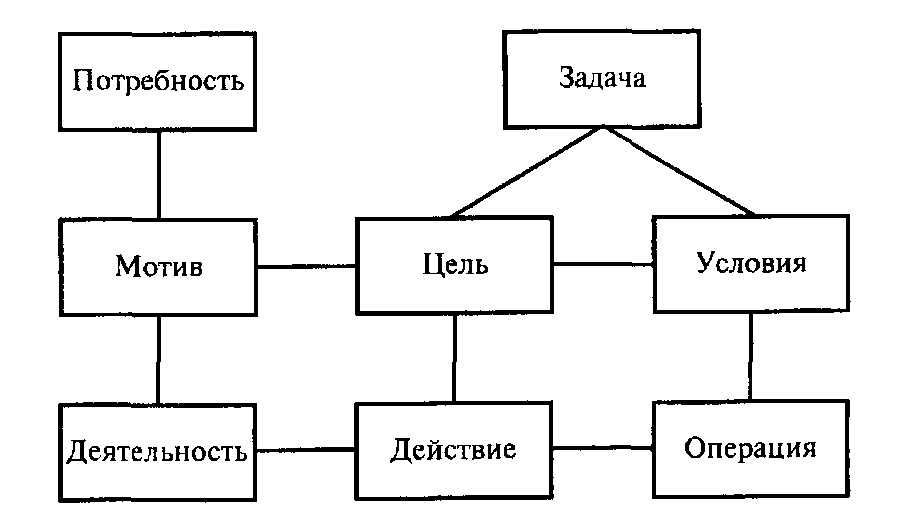 Потребность
Задача
Мотив
Цель
Условия
Деятельность
Действие
Операция